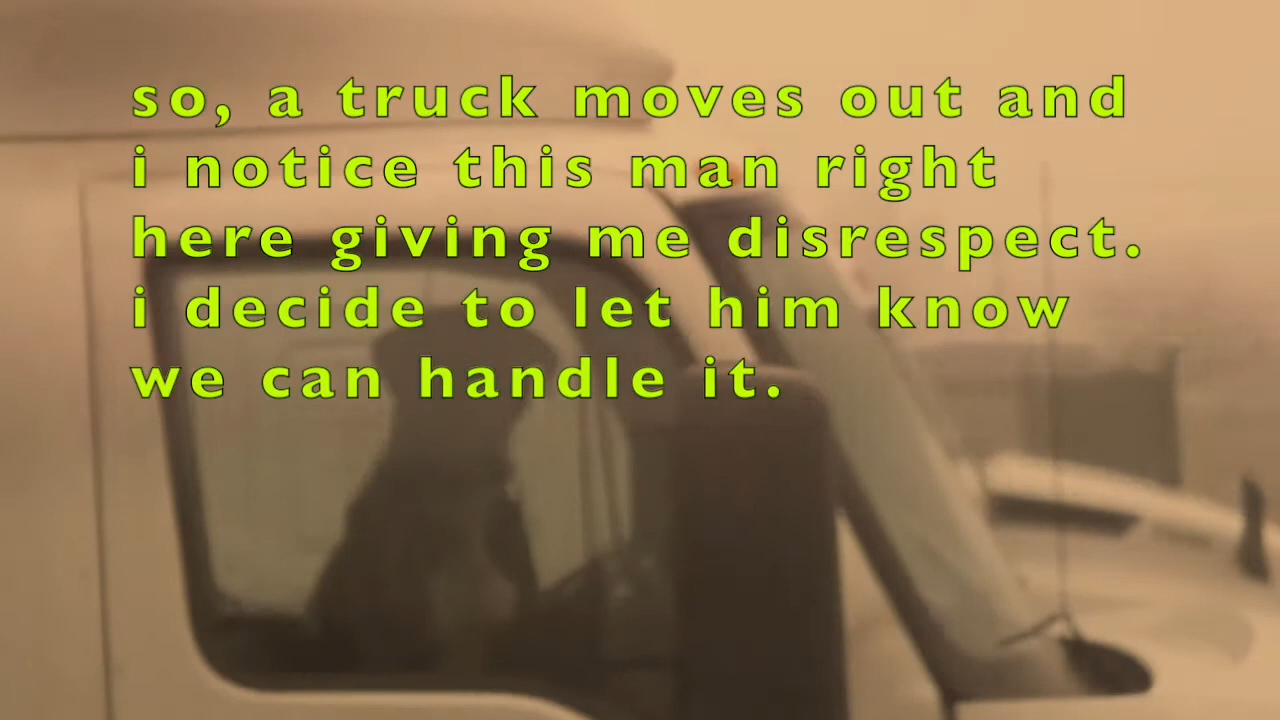 so, a truck moves out and
i notice this man right
here giving me disrespect.
i decide to let him know
we can handle it.